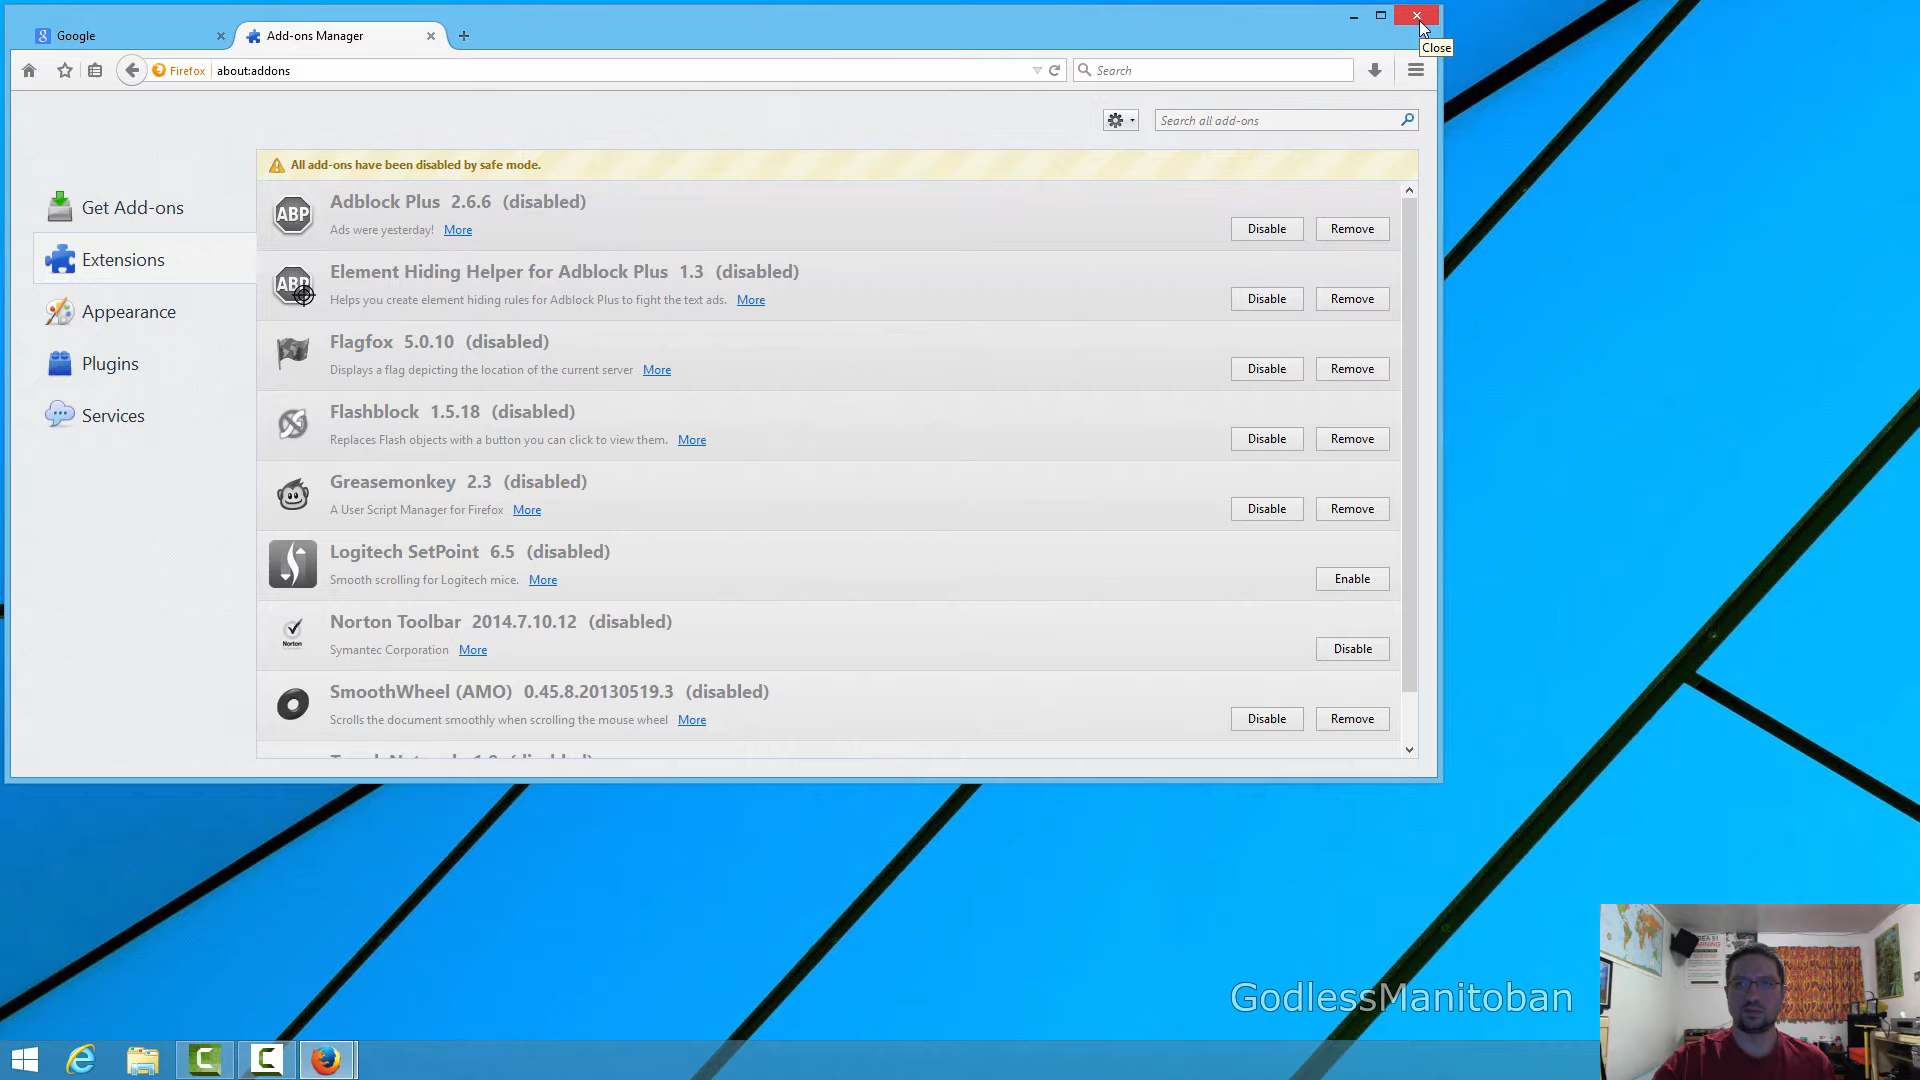 Google
Add-ons Manager
Close
Firefox
about:addons
Search
Search all add-ons
All add-ons have been disabled by safe mode.
Get Add-ons
Extensions
Appearance
Plugins
Services
ABP
Adblock Plus 2.6.6 (disabled)
Ads were yesterday! More
Disable
Remove
ABP
Element Hiding Helper for Adblock Plus 1.3 (disabled)
Helps you create element hiding rules for Adblock Plus to fight the text ads. More
Disable
Remove
Flagfox 5.0.10 (disabled)
Displays a flag depicting the location of the current server More
Disable
Remove
Flashblock 1.5.18 (disabled)
Replaces Flash objects with a button you can click to view them. More
Disable
Remove
Greasemonkey 2.3 (disabled)
A User Script Manager for Firefox More
Disable
Remove
Logitech SetPoint 6.5 (disabled)
Smooth scrolling for Logitech mice. More
Enable
Norton
Norton Toolbar 2014.7.10.12 (disabled)
Symantec Corporation More
Disable
SmoothWheel (AMO) 0.45.8.20130519.3 (disabled)
Scrolls the document smoothly when scrolling the mouse wheel More
Disable
Remove
GodlessManitoban